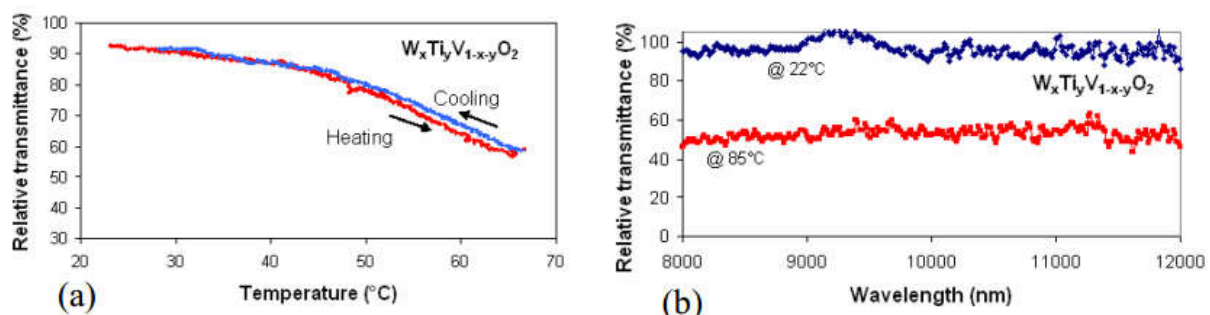 Relative transmittance (%)
100
90
80
70
60
50
40
30
20
30
40
50
60
70
WxTiyV1-x-yO2
Cooling
Heating
(a)
Temperature (°C)
Relative transmittance (%)
100
80
60
40
20
0
8000
9000
10000
11000
12000
@ 22°C
WxTiyV1-x-yO2
@ 85°C
(b)
Wavelength (nm)